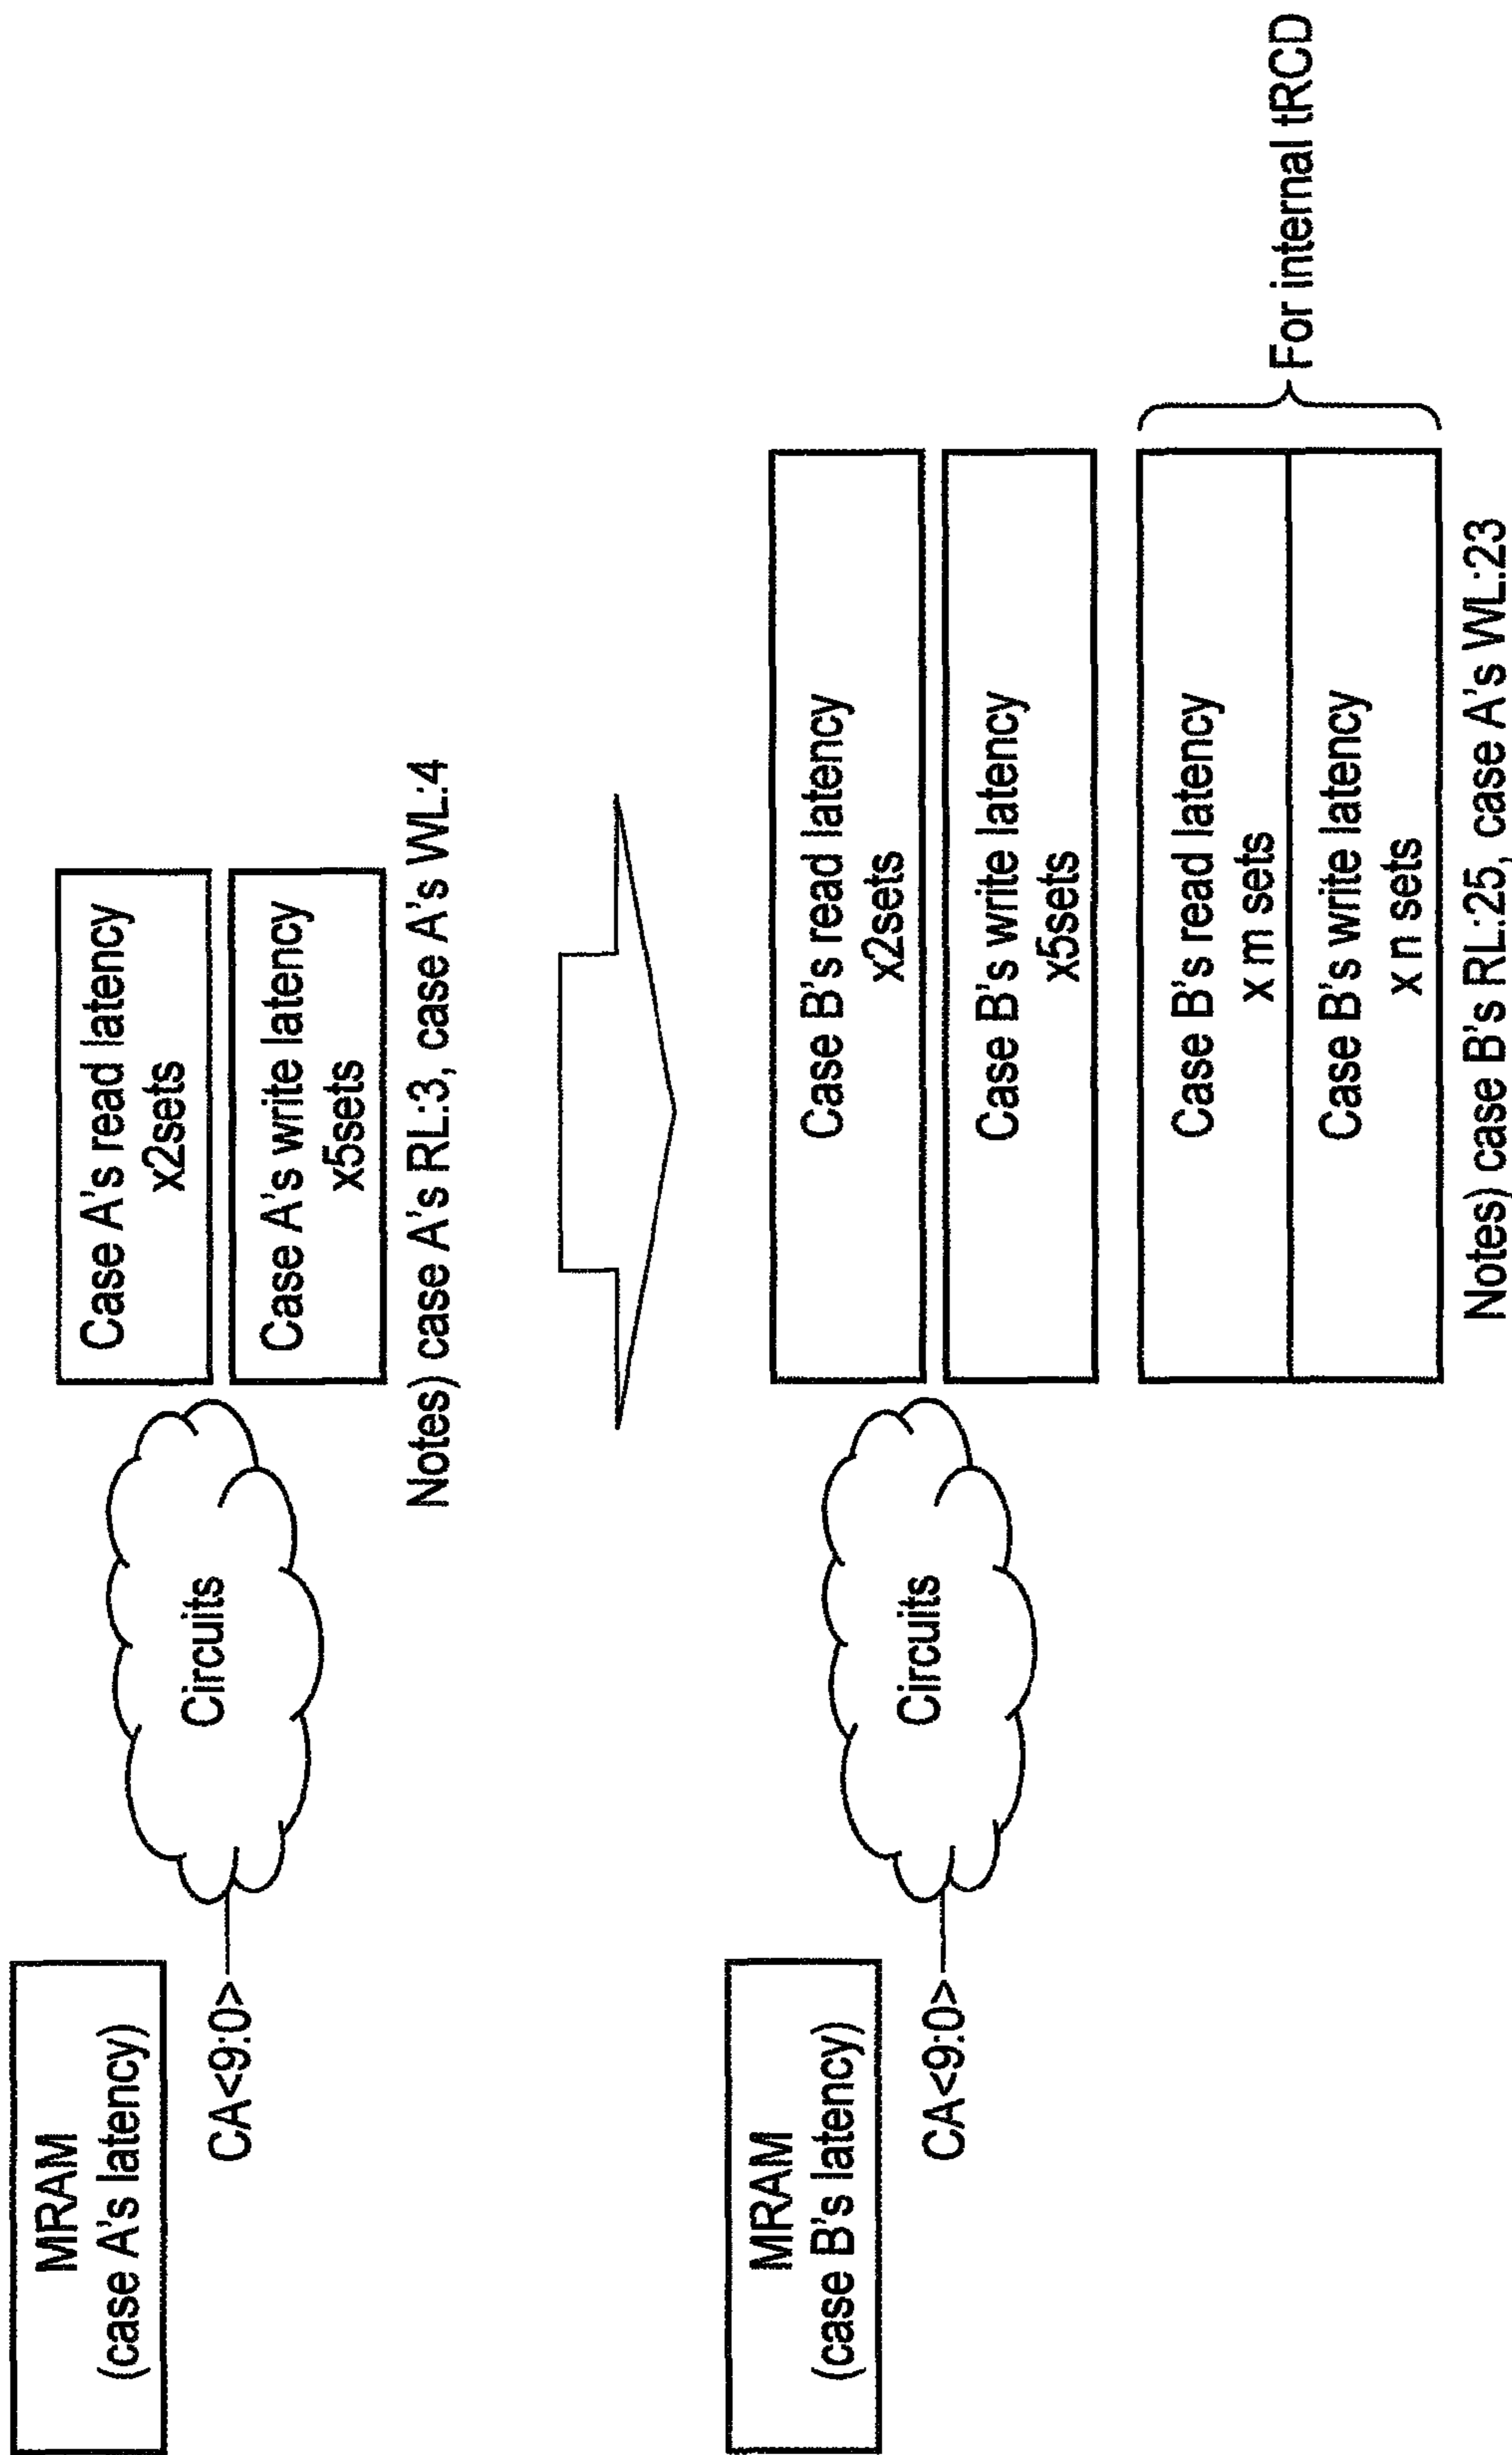 MRAM
(case A's latency)
CA<9:0>
Circuits
Case A's read latency
x2sets
Case A's write latency
x5sets
Notes) case A's RL:3, case A's WL:4
MRAM
(case B's latency)
CA<9:0>
Circuits
Case B's read latency
x2sets
Case B's write latency
x5sets
Case B's read latency
x m sets
Case B's write latency
x n sets
For internal tRCD
Notes) case B's RL:25, case A's WL:23